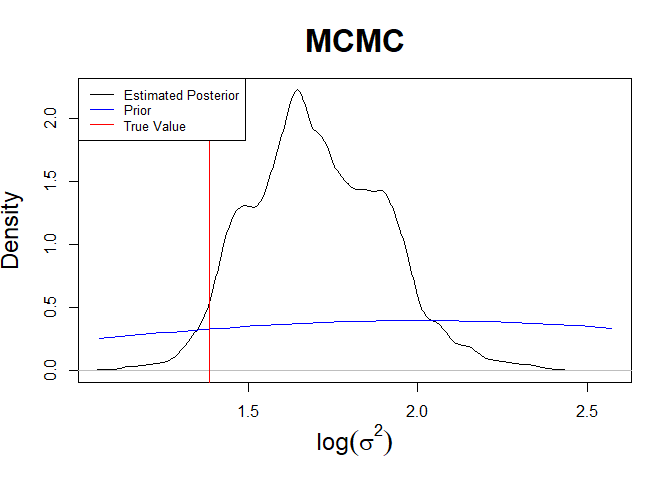 MCMC
Estimated Posterior
Prior
True Value
Density
0.0 0.5 1.0 1.5 2.0
1.5 2.0 2.5
log(σ²)